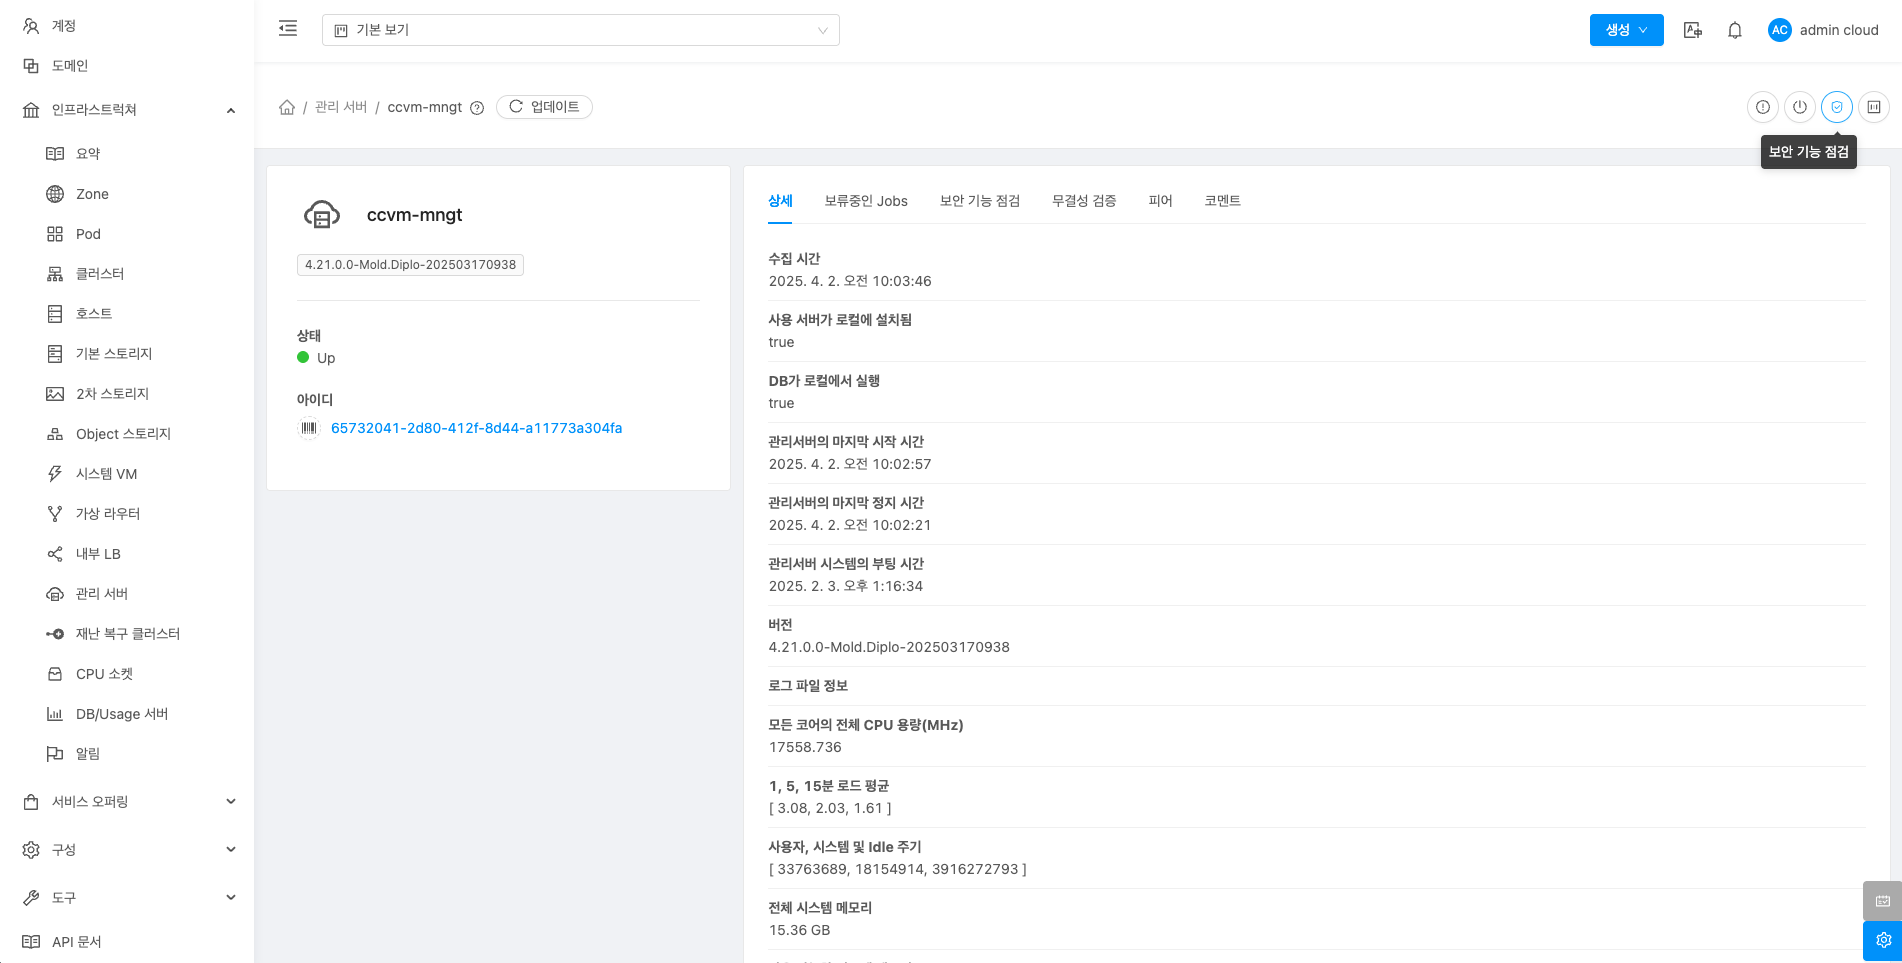 계정
도메인
인프라스트럭쳐
요약
Zone
Pod
클러스터
호스트
기본 스토리지
2차 스토리지
Object 스토리지
시스템 VM
가상 라우터
내부 LB
관리 서버
재난 복구 클러스터
CPU 소켓
DB/Usage 서버
알림
서비스 오퍼링
구성
도구
API 문서
기본 보기
생성
AC admin cloud
/ 관리 서버 / ccvm-mngt 업데이트
보안 기능 점검
ccvm-mngt
4.21.0.0-Mold.Diplo-202503170938
상태
Up
아이디
65732041-2d80-412f-8d44-a11773a304fa
상세 보류중인 Jobs 보안 기능 점검 무결성 검증 피어 코멘트
수집 시간
2025. 4. 2. 오전 10:03:46
사용 서버가 로컬에 설치됨
true
DB가 로컬에서 실행
true
관리서버의 마지막 시작 시간
2025. 4. 2. 오전 10:02:57
관리서버의 마지막 정지 시간
2025. 4. 2. 오전 10:02:21
관리서버 시스템의 부팅 시간
2025. 2. 3. 오후 1:16:34
버전
4.21.0.0-Mold.Diplo-202503170938
로그 파일 정보
모든 코어의 전체 CPU 용량(MHz)
17558.736
1, 5, 15분 로드 평균
[ 3.08, 2.03, 1.61 ]
사용자, 시스템 및 Idle 주기
[ 33763689, 18154914, 3916272793 ]
전체 시스템 메모리
15.36 GB